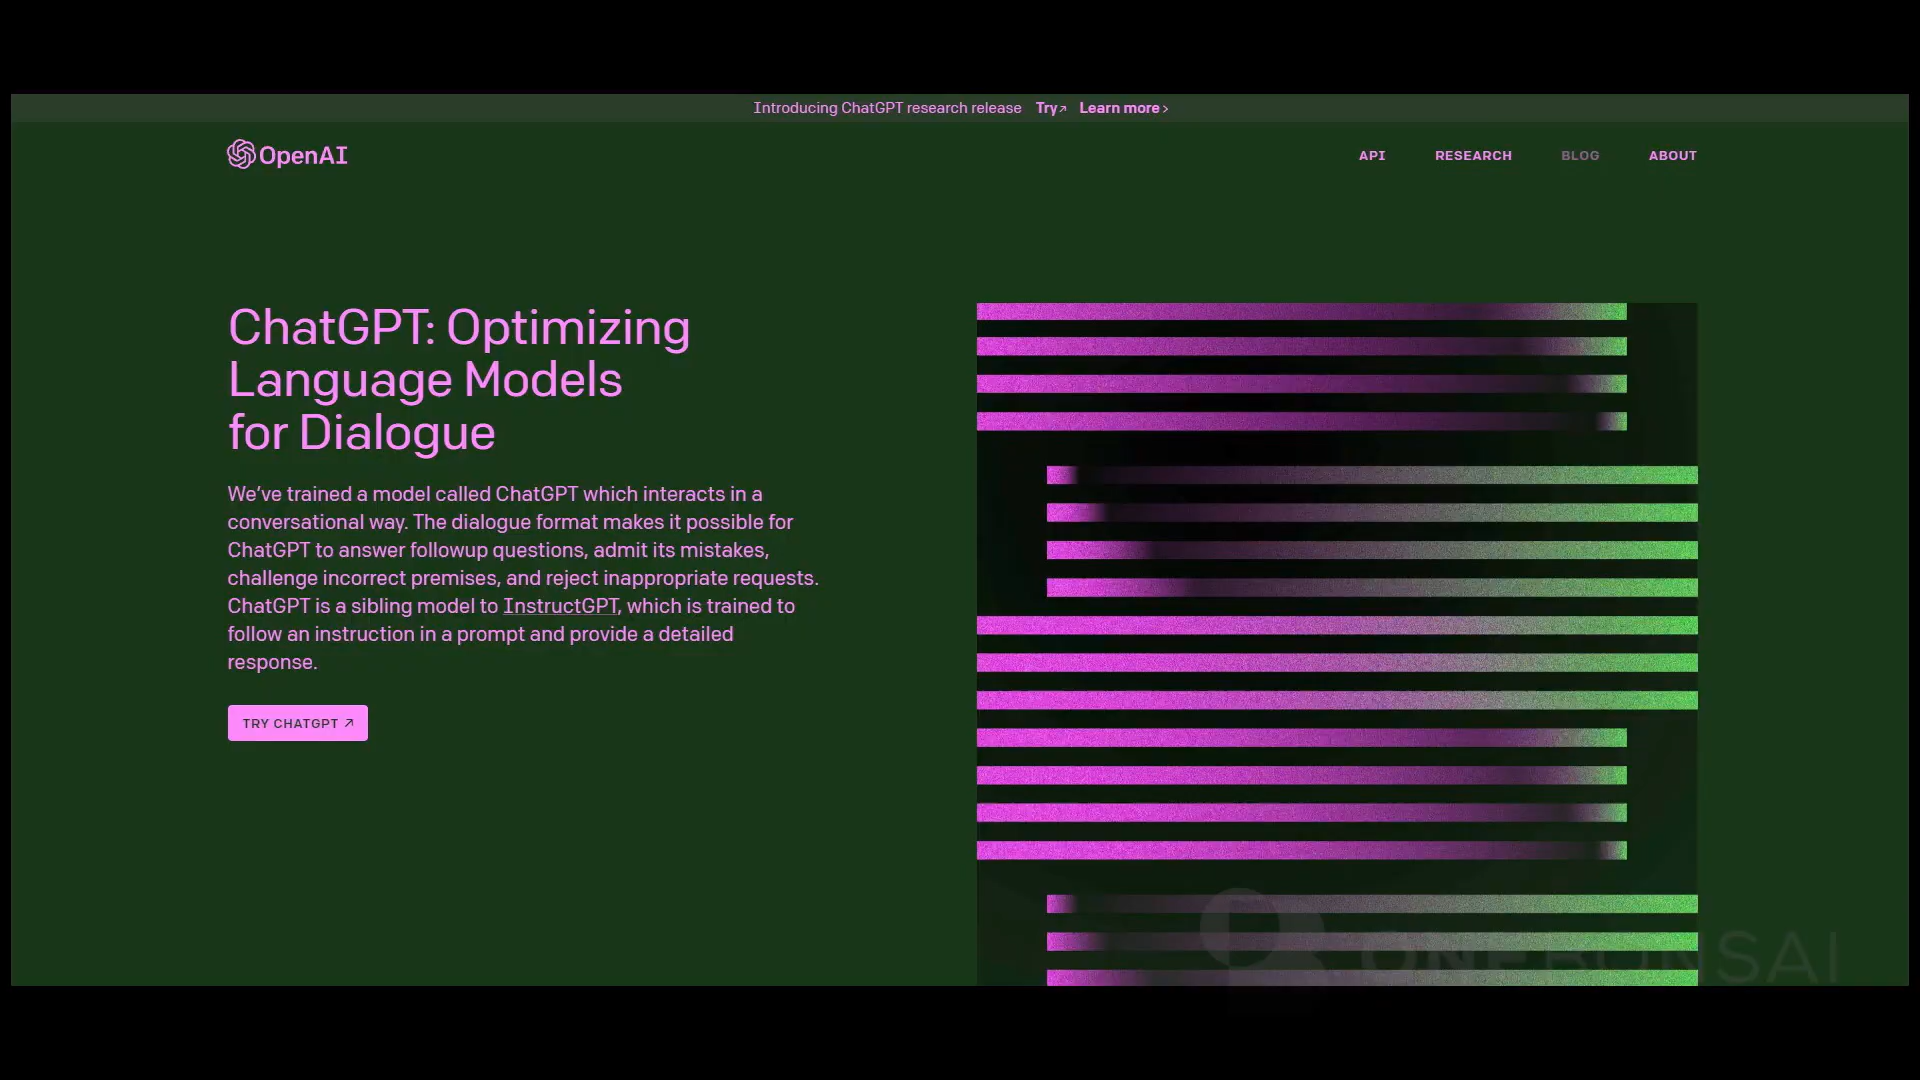 Introducing ChatGPT research release Try↗ Learn more ›
OpenAI
API RESEARCH BLOG ABOUT
ChatGPT: Optimizing
Language Models
for Dialogue
We’ve trained a model called ChatGPT which interacts in a
conversational way. The dialogue format makes it possible for
ChatGPT to answer followup questions, admit its mistakes,
challenge incorrect premises, and reject inappropriate requests.
ChatGPT is a sibling model to InstructGPT, which is trained to
follow an instruction in a prompt and provide a detailed
response.
TRY CHATGPT ↗
ONEBONSAI